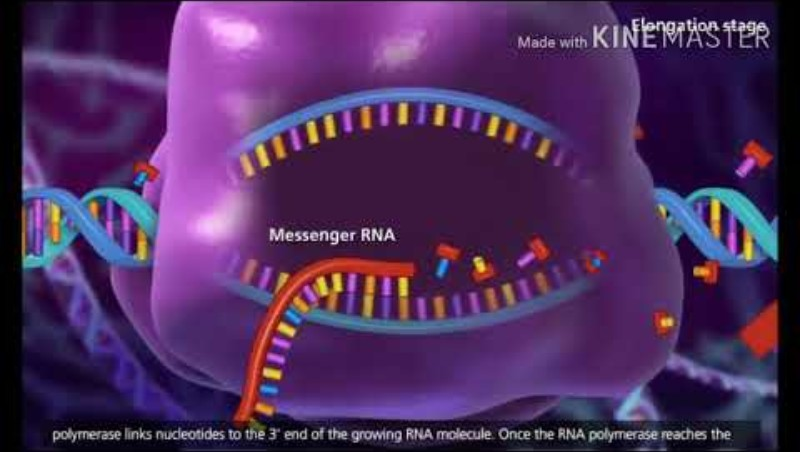 Elongation stage
Made with KINEMASTER
Messenger RNA
polymerase links nucleotides to the 3' end of the growing RNA molecule. Once the RNA polymerase reaches the